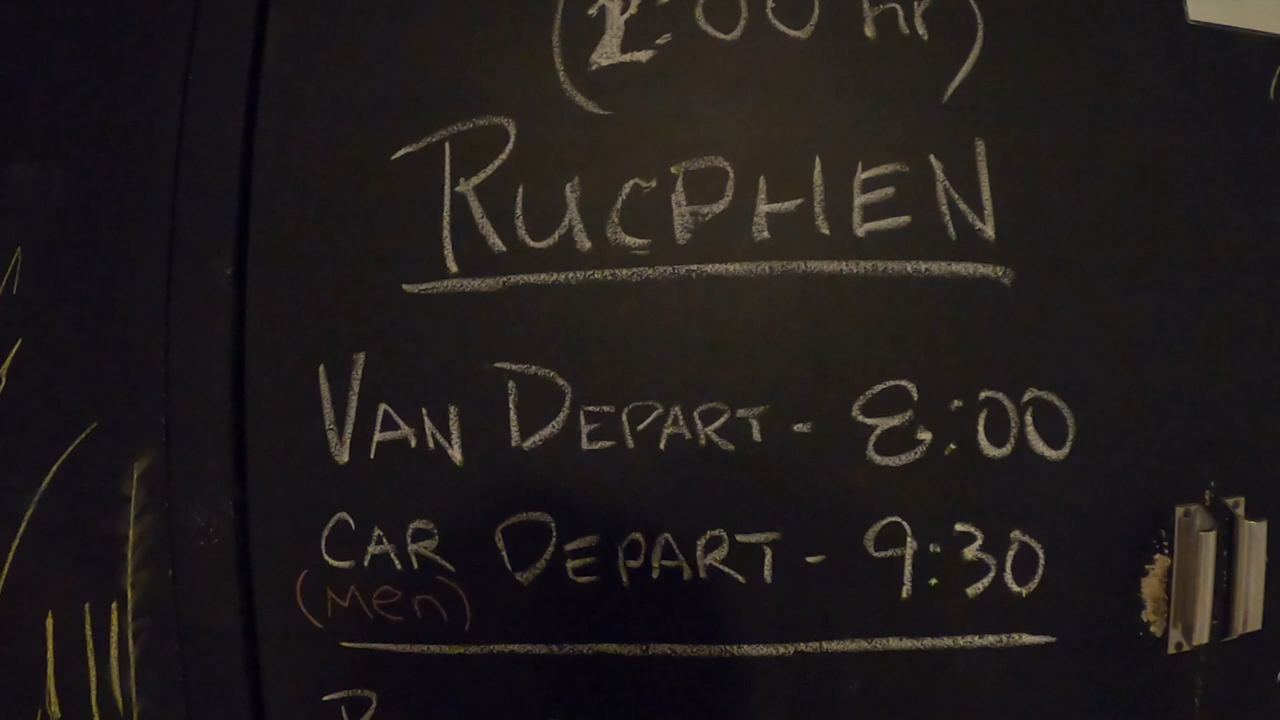 RUCPHEN
VAN DEPART - 8:00
CAR DEPART - 9:30
(Men)